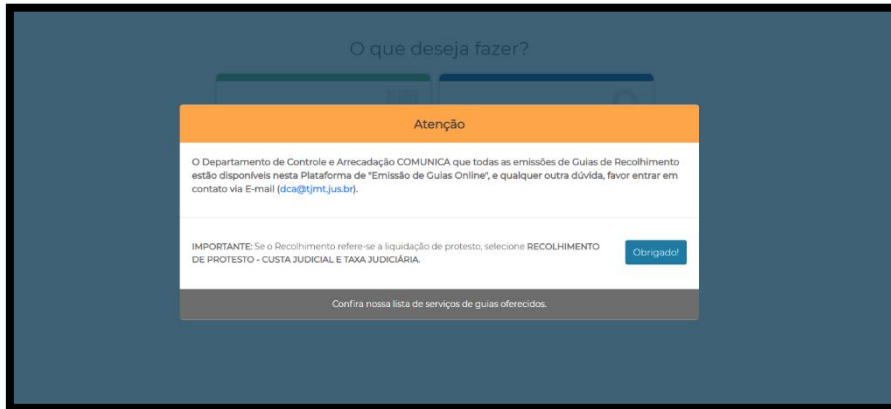 O que deseja fazer?
Atenção
O Departamento de Controle e Arrecadação COMUNICA que todas as emissões de Guias de Recolhimento
estão disponíveis nesta Plataforma de "Emissão de Guias Online", e qualquer outra dúvida, favor entrar em
contato via E-mail (dca@tjmt.jus.br).
IMPORTANTE: Se o Recolhimento refere-se a liquidação de protesto, selecione RECOLHIMENTO
DE PROTESTO - CUSTA JUDICIAL E TAXA JUDICIÁRIA.
Obrigado!
Confira nossa lista de serviços de guias oferecidos.